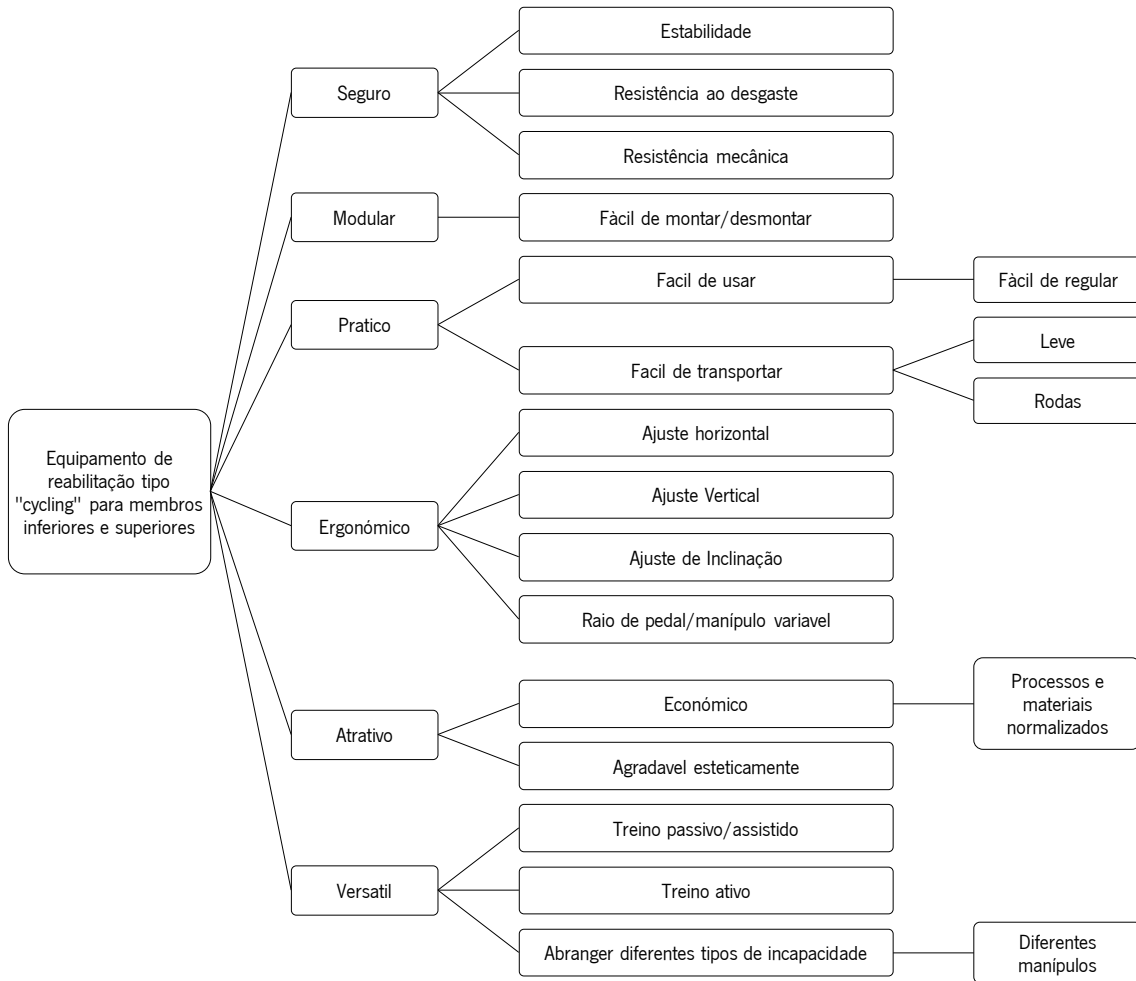 Equipamento de
reabilitação tipo
"cycling" para membros
inferiores e superiores
Seguro
Estabilidade
Resistência ao desgaste
Resistência mecânica
Modular
Fàcil de montar/desmontar
Pratico
Facil de usar
Fàcil de regular
Facil de transportar
Leve
Rodas
Ergonómico
Ajuste horizontal
Ajuste Vertical
Ajuste de Inclinação
Raio de pedal/manípulo variavel
Atrativo
Económico
Processos e
materiais
normalizados
Agradavel esteticamente
Versatil
Treino passivo/assistido
Treino ativo
Abranger diferentes tipos de incapacidade
Diferentes
manípulos